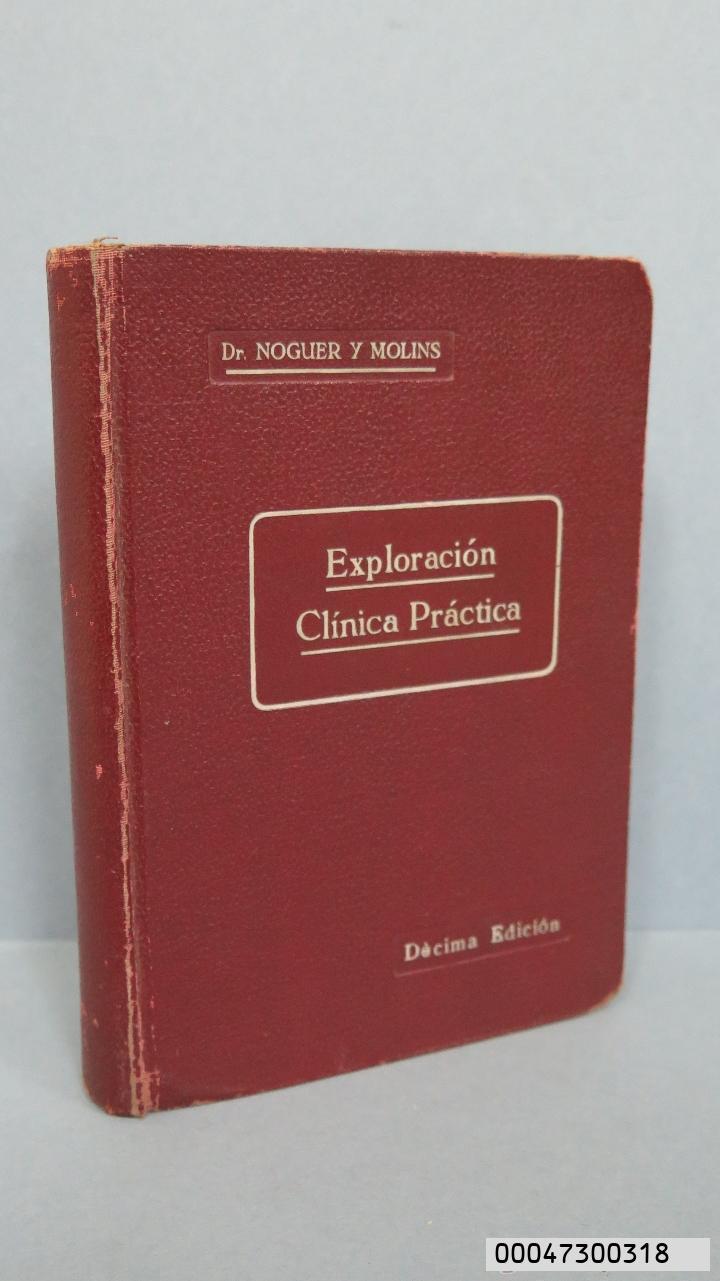 Dr. NOGUER Y MOLINS
Exploración
Clínica Práctica
Dècima Edición
00047300318